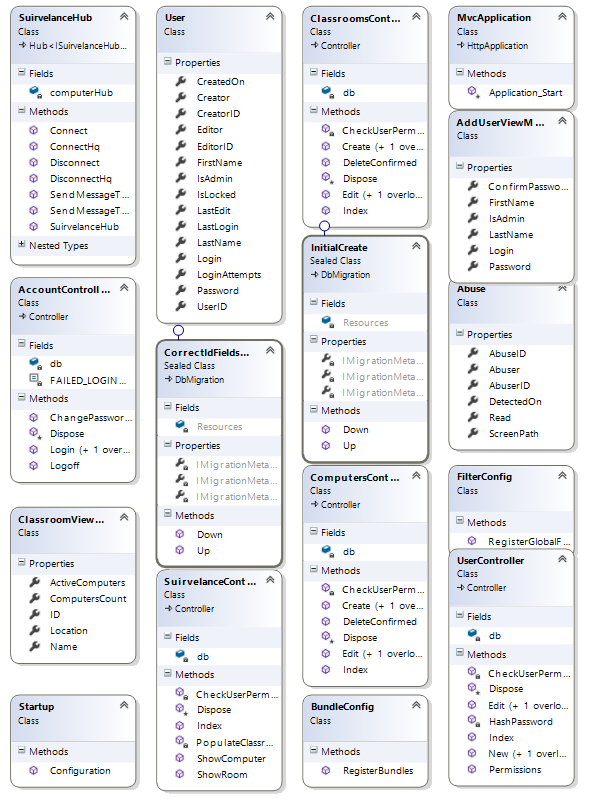 SuirvelanceHub
Class
Hub<ISuirvelanceHub...
Fields
computerHub
Methods
Connect
ConnectHq
Disconnect
DisconnectHq
SendMessageT...
SendMessageT...
SuirvelanceHub
Nested Types
AccountControll...
Class
Controller
Fields
db
FAILED_LOGIN...
Methods
ChangePasswor...
Dispose
Login (+ 1 over...
Logoff
ClassroomView...
Class
Properties
ActiveComputers
ComputersCount
ID
Location
Name
Startup
Class
Methods
Configuration
User
Class
Properties
CreatedOn
Creator
CreatorID
Editor
EditorID
FirstName
IsAdmin
IsLocked
LastEdit
LastLogin
LastName
Login
LoginAttempts
Password
UserID
CorrectIdFields...
Sealed Class
DbMigration
Fields
Resources
Properties
IMigrationMeta...
IMigrationMeta...
IMigrationMeta...
Methods
Down
Up
SuirvelanceCont...
Class
Controller
Fields
db
Methods
CheckUserPerm...
Dispose
Index
PopulateClassr...
ShowComputer
ShowRoom
ClassroomsCont...
Class
Controller
Fields
db
Methods
CheckUserPerm...
Create (+ 1 ove...
DeleteConfirmed
Dispose
Edit (+ 1 overlo...
Index
InitialCreate
Sealed Class
DbMigration
Fields
Resources
Properties
IMigrationMeta...
IMigrationMeta...
IMigrationMeta...
Methods
Down
Up
ComputersCont...
Class
Controller
Fields
db
Methods
CheckUserPerm...
Create (+ 1 ove...
DeleteConfirmed
Dispose
Edit (+ 1 overlo...
Index
BundleConfig
Class
Methods
RegisterBundles
MvcApplication
Class
HttpApplication
Methods
Application_Start
AddUserViewM...
Class
Properties
ConfirmPasswo...
FirstName
IsAdmin
LastName
Login
Password
Abuse
Class
Properties
AbuseID
Abuser
AbuserID
DetectedOn
Read
ScreenPath
FilterConfig
Class
Methods
RegisterGlobalF...
UserController
Class
Controller
Fields
db
Methods
CheckUserPerm...
Dispose
Edit (+ 1 overlo...
HashPassword
Index
New (+ 1 overl...
Permissions